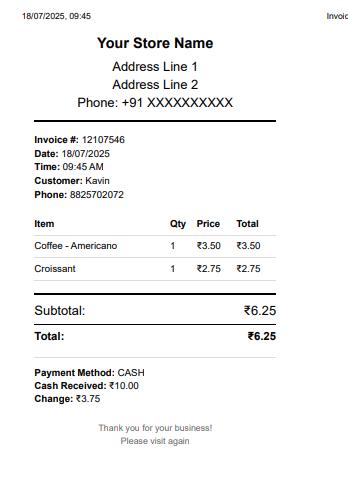 18/07/2025, 09:45 Invoic
Your Store Name
Address Line 1
Address Line 2
Phone: +91 XXXXXXXXXX
Invoice #: 12107546
Date: 18/07/2025
Time: 09:45 AM
Customer: Kavin
Phone: 8825702072
Item Qty Price Total
Coffee - Americano 1 ₹3.50 ₹3.50
Croissant 1 ₹2.75 ₹2.75
Subtotal: ₹6.25
Total: ₹6.25
Payment Method: CASH
Cash Received: ₹10.00
Change: ₹3.75
Thank you for your business!
Please visit again